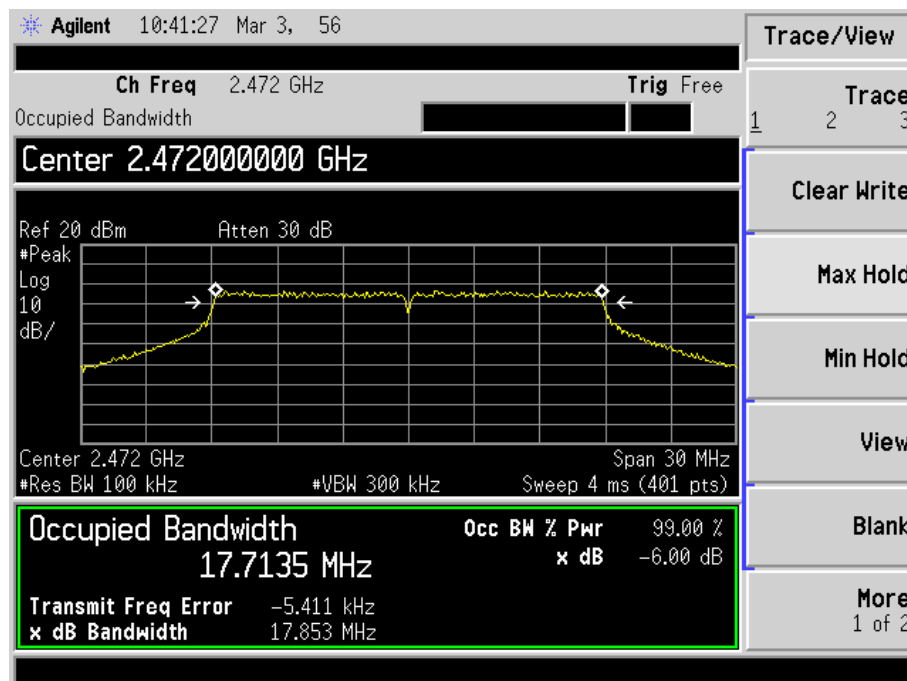 Agilent 10:41:27 Mar 3, 56
Trace/View
Ch Freq 2.472 GHz Trig Free
Occupied Bandwidth
Trace
1 2 3
Center 2.472000000 GHz
Clear Write
Ref 20 dBm Atten 30 dB
#Peak
Log
10
dB/
Max Hold
Min Hold
View
Center 2.472 GHz Span 30 MHz
#Res BW 100 kHz #VBW 300 kHz Sweep 4 ms (401 pts)
Occupied Bandwidth Occ BW % Pwr 99.00 %
17.7135 MHz x dB -6.00 dB
Blank
Transmit Freq Error -5.411 kHz
x dB Bandwidth 17.853 MHz
More
1 of 2